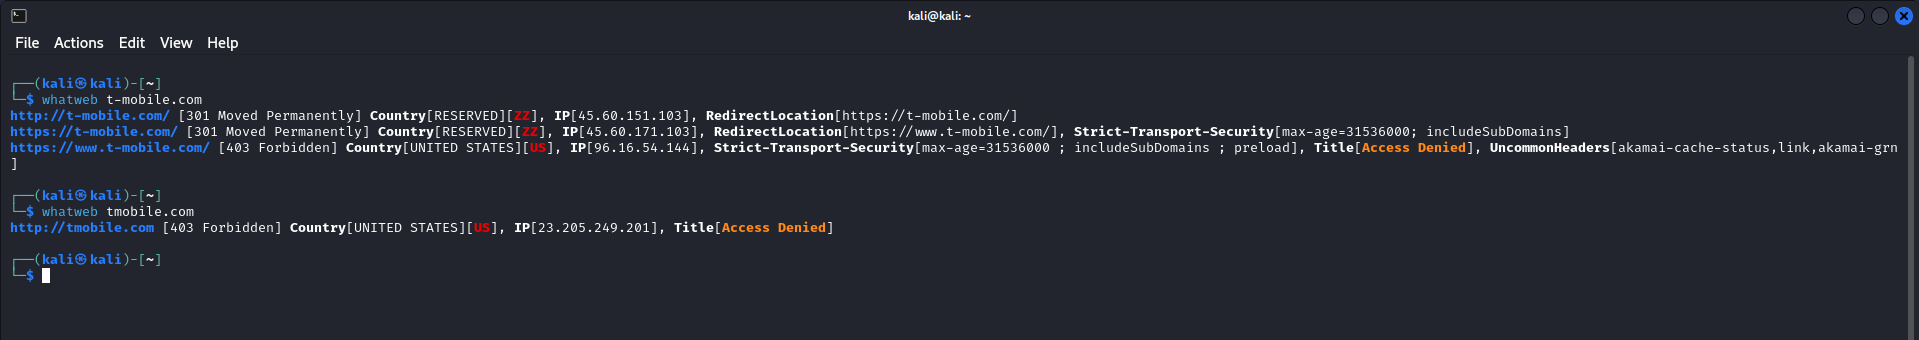 kali@kali: ~
File Actions Edit View Help
┌──(kali㉿kali)-[~]
└─$ whatweb t-mobile.com
http://t-mobile.com/ [301 Moved Permanently] Country[RESERVED][ZZ], IP[45.60.151.103], RedirectLocation[https://t-mobile.com/]
https://t-mobile.com/ [301 Moved Permanently] Country[RESERVED][ZZ], IP[45.60.171.103], RedirectLocation[https://www.t-mobile.com/], Strict-Transport-Security[max-age=31536000; includeSubDomains]
https://www.t-mobile.com/ [403 Forbidden] Country[UNITED STATES][US], IP[96.16.54.144], Strict-Transport-Security[max-age=31536000 ; includeSubDomains ; preload], Title[Access Denied], UncommonHeaders[akamai-cache-status,link,akamai-grn
]
┌──(kali㉿kali)-[~]
└─$ whatweb tmobile.com
http://tmobile.com [403 Forbidden] Country[UNITED STATES][US], IP[23.205.249.201], Title[Access Denied]
┌──(kali㉿kali)-[~]
└─$